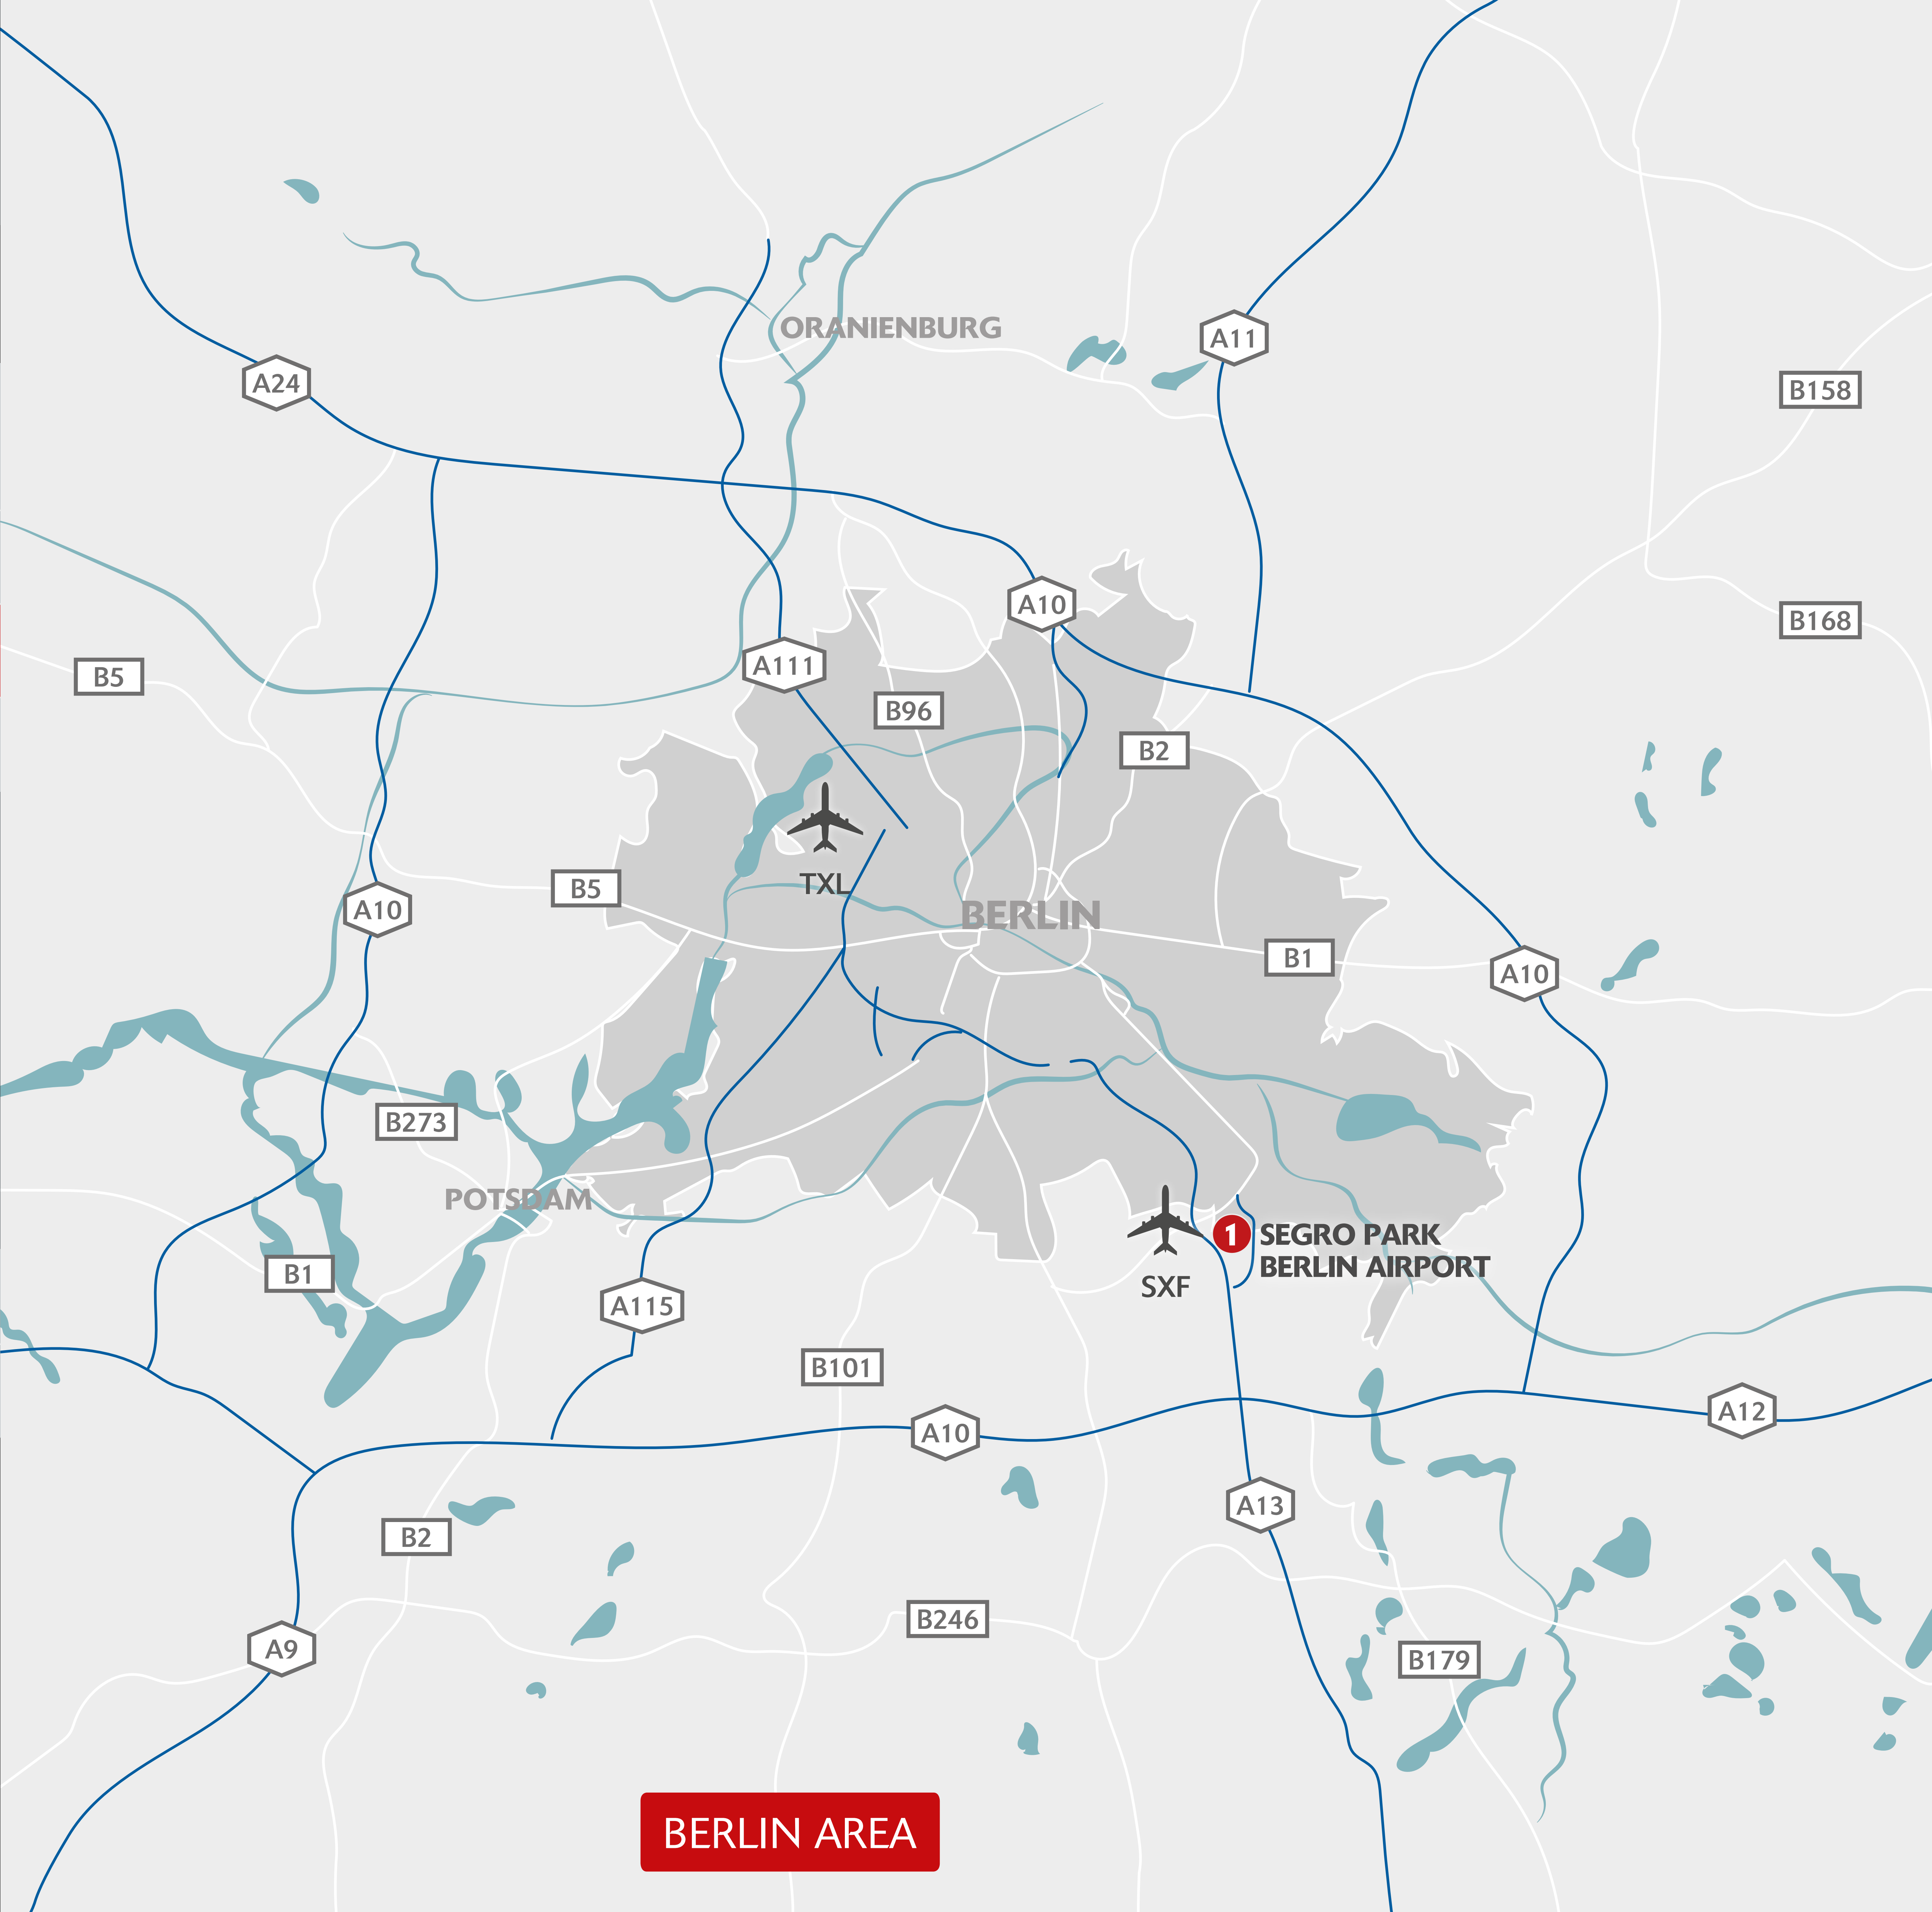 ORANIENBURG
A11
A24
B158
A10
B168
A111
B5
B96
B2
TXL
B5
A10
BERLIN
B1
A10
B273
POTSDAM
1
SEGRO PARK
BERLIN AIRPORT
B1
SXF
A115
B101
A12
A10
A13
B2
B246
A9
B179
BERLIN AREA